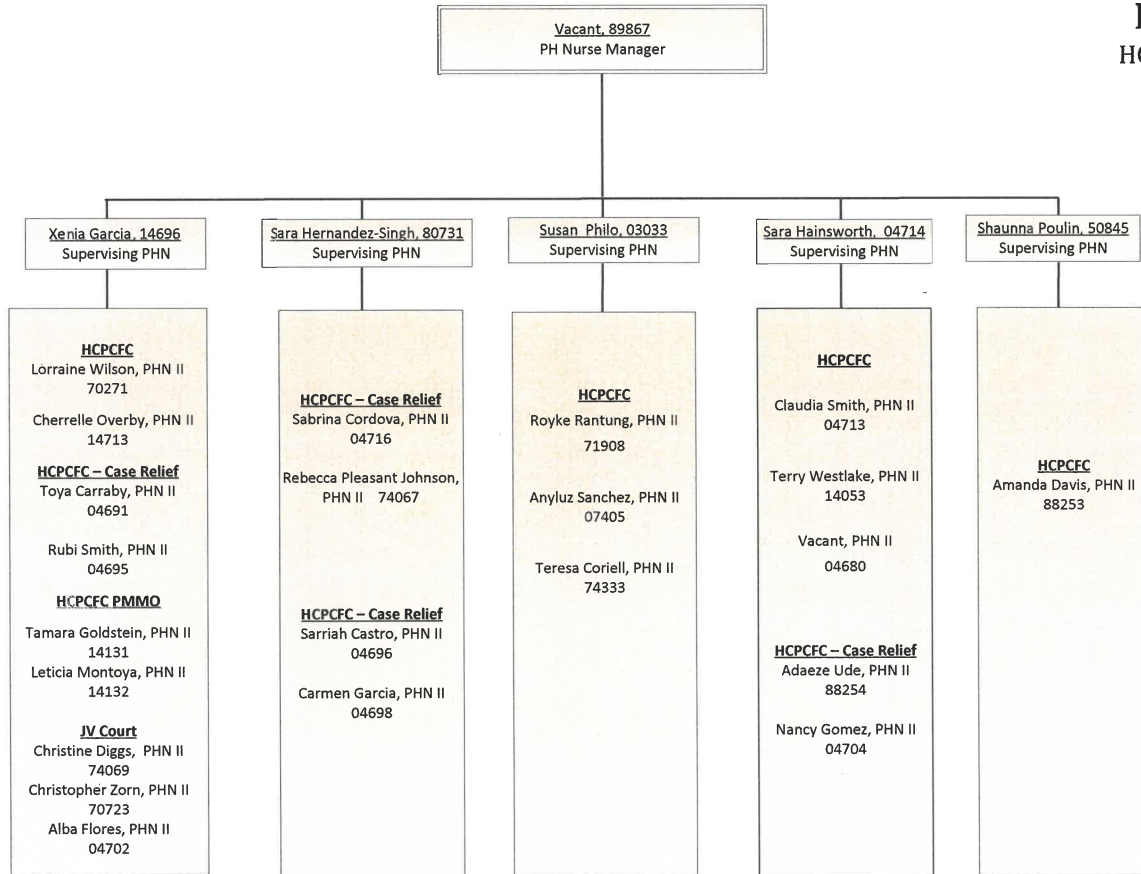 Vacant, 89867
PH Nurse Manager
HC
Xenia Garcia, 14696
Supervising PHN
Sara Hernandez-Singh, 80731
Supervising PHN
Susan Philo, 03033
Supervising PHN
Sara Hainsworth, 04714
Supervising PHN
Shaunna Poulin, 50845
Supervising PHN
HCPCFC
Lorraine Wilson, PHN II
70271
Cherrelle Overby, PHN II
14713
HCPCFC – Case Relief
Toya Carraby, PHN II
04691
Rubi Smith, PHN II
04695
HCPCFC PMMO
Tamara Goldstein, PHN II
14131
Leticia Montoya, PHN II
14132
JV Court
Christine Diggs, PHN II
74069
Christopher Zorn, PHN II
70723
Alba Flores, PHN II
04702
HCPCFC – Case Relief
Sabrina Cordova, PHN II
04716
Rebecca Pleasant Johnson,
PHN II 74067
HCPCFC – Case Relief
Sarriah Castro, PHN II
04696
Carmen Garcia, PHN II
04698
HCPCFC
Royke Rantung, PHN II
71908
Anyluz Sanchez, PHN II
07405
Teresa Coriell, PHN II
74333
HCPCFC
Claudia Smith, PHN II
04713
Terry Westlake, PHN II
14053
Vacant, PHN II
04680
HCPCFC – Case Relief
Adaeze Ude, PHN II
88254
Nancy Gomez, PHN II
04704
HCPCFC
Amanda Davis, PHN II
88253